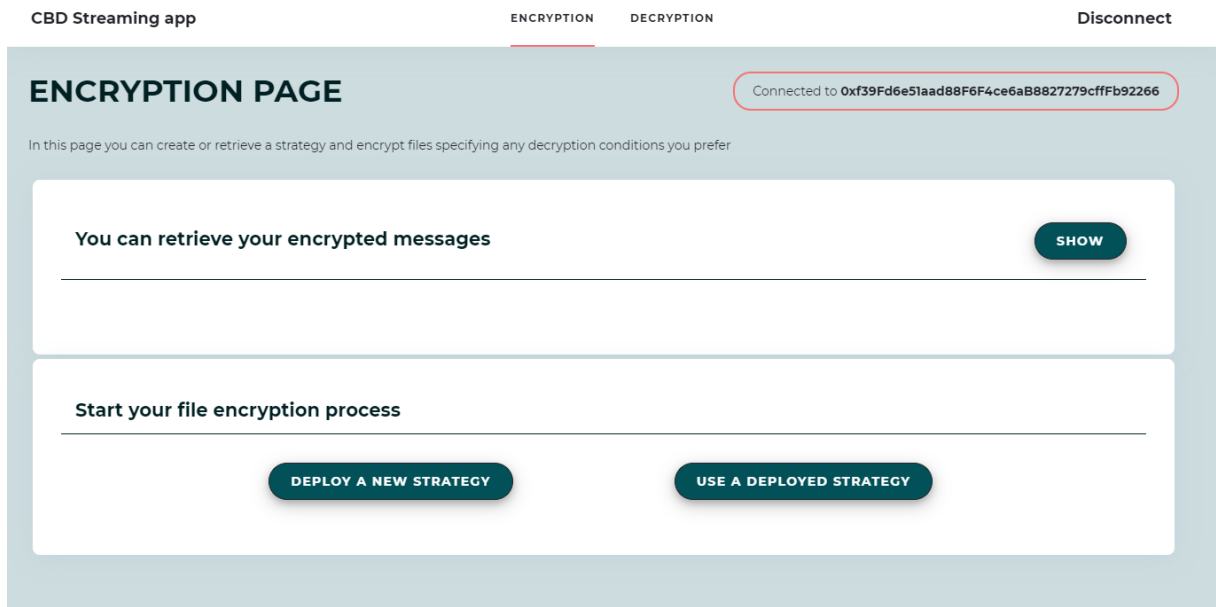 CBD Streaming app
ENCRYPTION
DECRYPTION
Disconnect
ENCRYPTION PAGE
Connected to 0xf39Fd6e51aad88F6F4ce6aB8827279cffFb92266
In this page you can create or retrieve a strategy and encrypt files specifying any decryption conditions you prefer
You can retrieve your encrypted messages
SHOW
Start your file encryption process
DEPLOY A NEW STRATEGY
USE A DEPLOYED STRATEGY